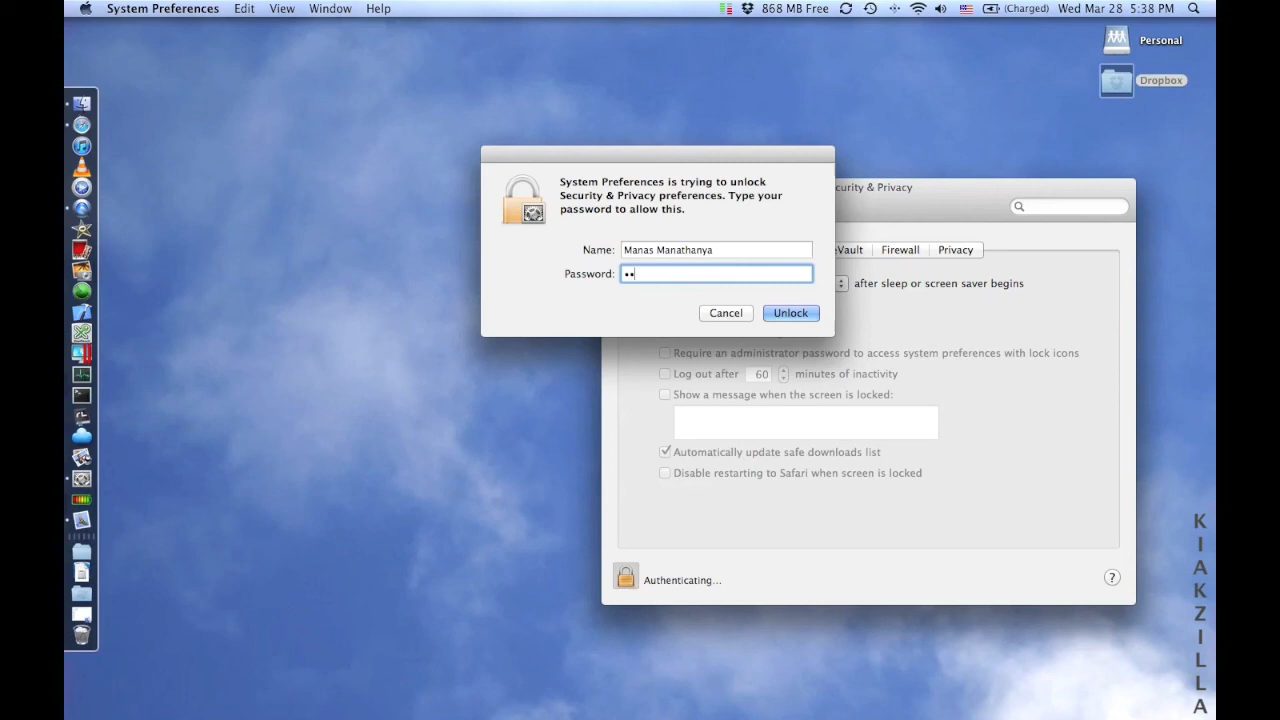 System Preferences Edit View Window Help 868 MB Free (Charged) Wed Mar 28 5:38 PM
Personal
Dropbox
System Preferences is trying to unlock
Security & Privacy preferences. Type your
password to allow this.
Name: Manas Manathanya
Password: ••
Cancel Unlock
curity & Privacy
Vault Firewall Privacy
after sleep or screen saver begins
Require an administrator password to access system preferences with lock icons
Log out after 60 minutes of inactivity
Show a message when the screen is locked:
Automatically update safe downloads list
Disable restarting to Safari when screen is locked
Authenticating...
?
KIAKZILLA